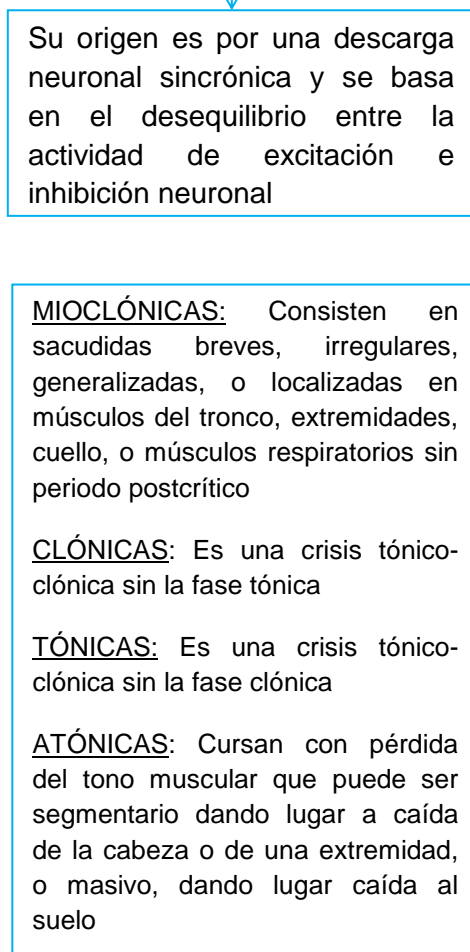 Su origen es por una descarga
neuronal sincrónica y se basa
en el desequilibrio entre la
actividad de excitación e
inhibición neuronal
MIOCLÓNICAS: Consisten en
sacudidas breves, irregulares,
generalizadas, o localizadas en
músculos del tronco, extremidades,
cuello, o músculos respiratorios sin
periodo postcrítico
CLÓNICAS: Es una crisis tónico-
clónica sin la fase tónica
TÓNICAS: Es una crisis tónico-
clónica sin la fase clónica
ATÓNICAS: Cursan con pérdida
del tono muscular que puede ser
segmentario dando lugar a caída
de la cabeza o de una extremidad,
o masivo, dando lugar caída al
suelo